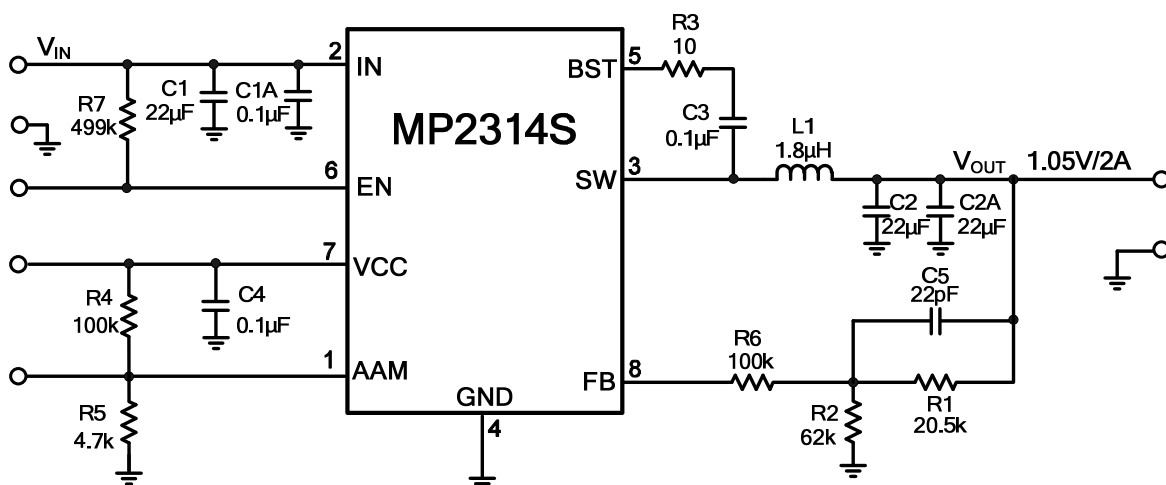 VIN
2
IN
R7
499k
C1
22µF
C1A
0.1µF
6
EN
7
VCC
R4
100k
C4
0.1µF
1
AAM
R5
4.7k
MP2314S
GND
4
5
BST
R3
10
C3
0.1µF
3
SW
L1
1.8µH
VOUT 1.05V/2A
C2
22µF
C2A
22µF
C5
22pF
8
FB
R6
100k
R2
62k
R1
20.5k